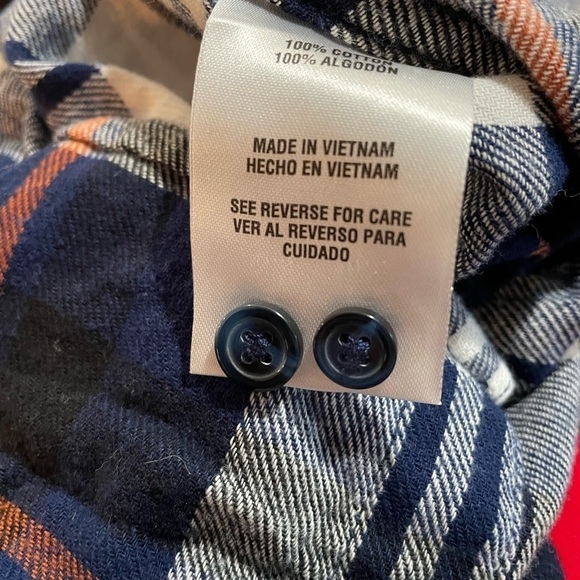 100% COTTON
100% ALGODON
MADE IN VIETNAM
HECHO EN VIETNAM
SEE REVERSE FOR CARE
VER AL REVERSO PARA
CUIDADO